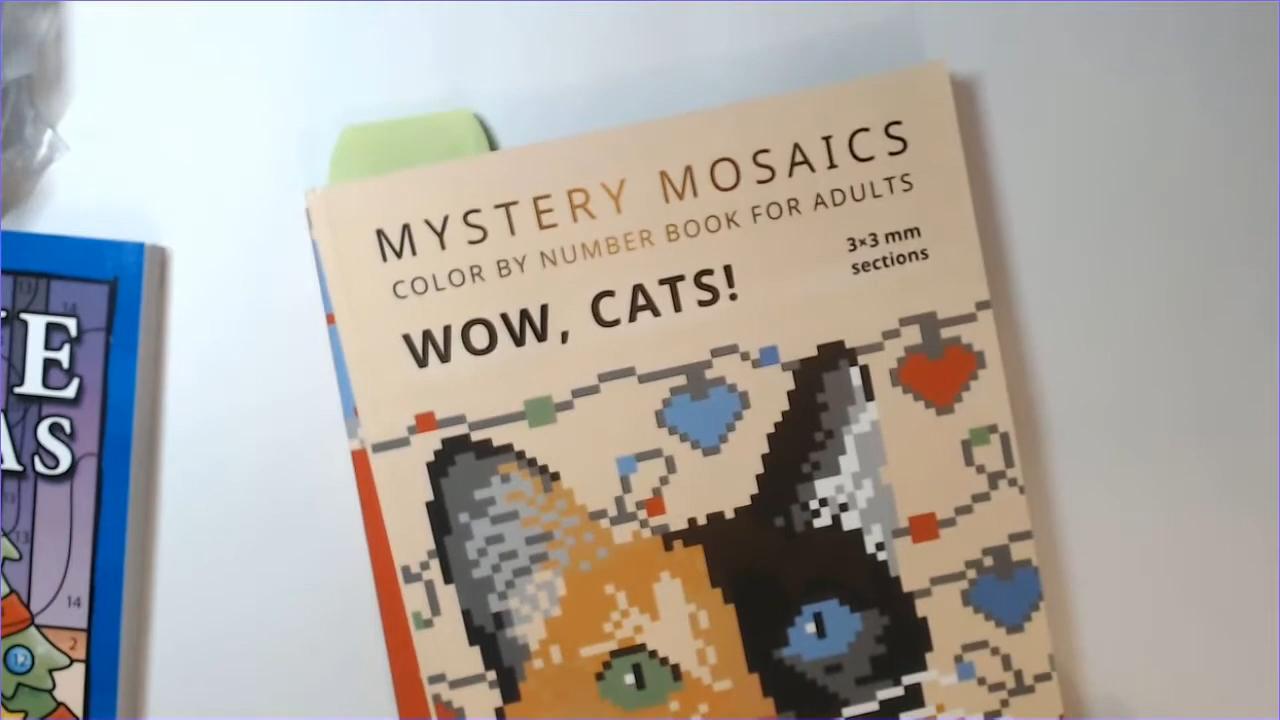 MYSTERY MOSAICS
COLOR BY NUMBER BOOK FOR ADULTS
3×3 mm
sections
WOW, CATS!
E
AS
14
2
12